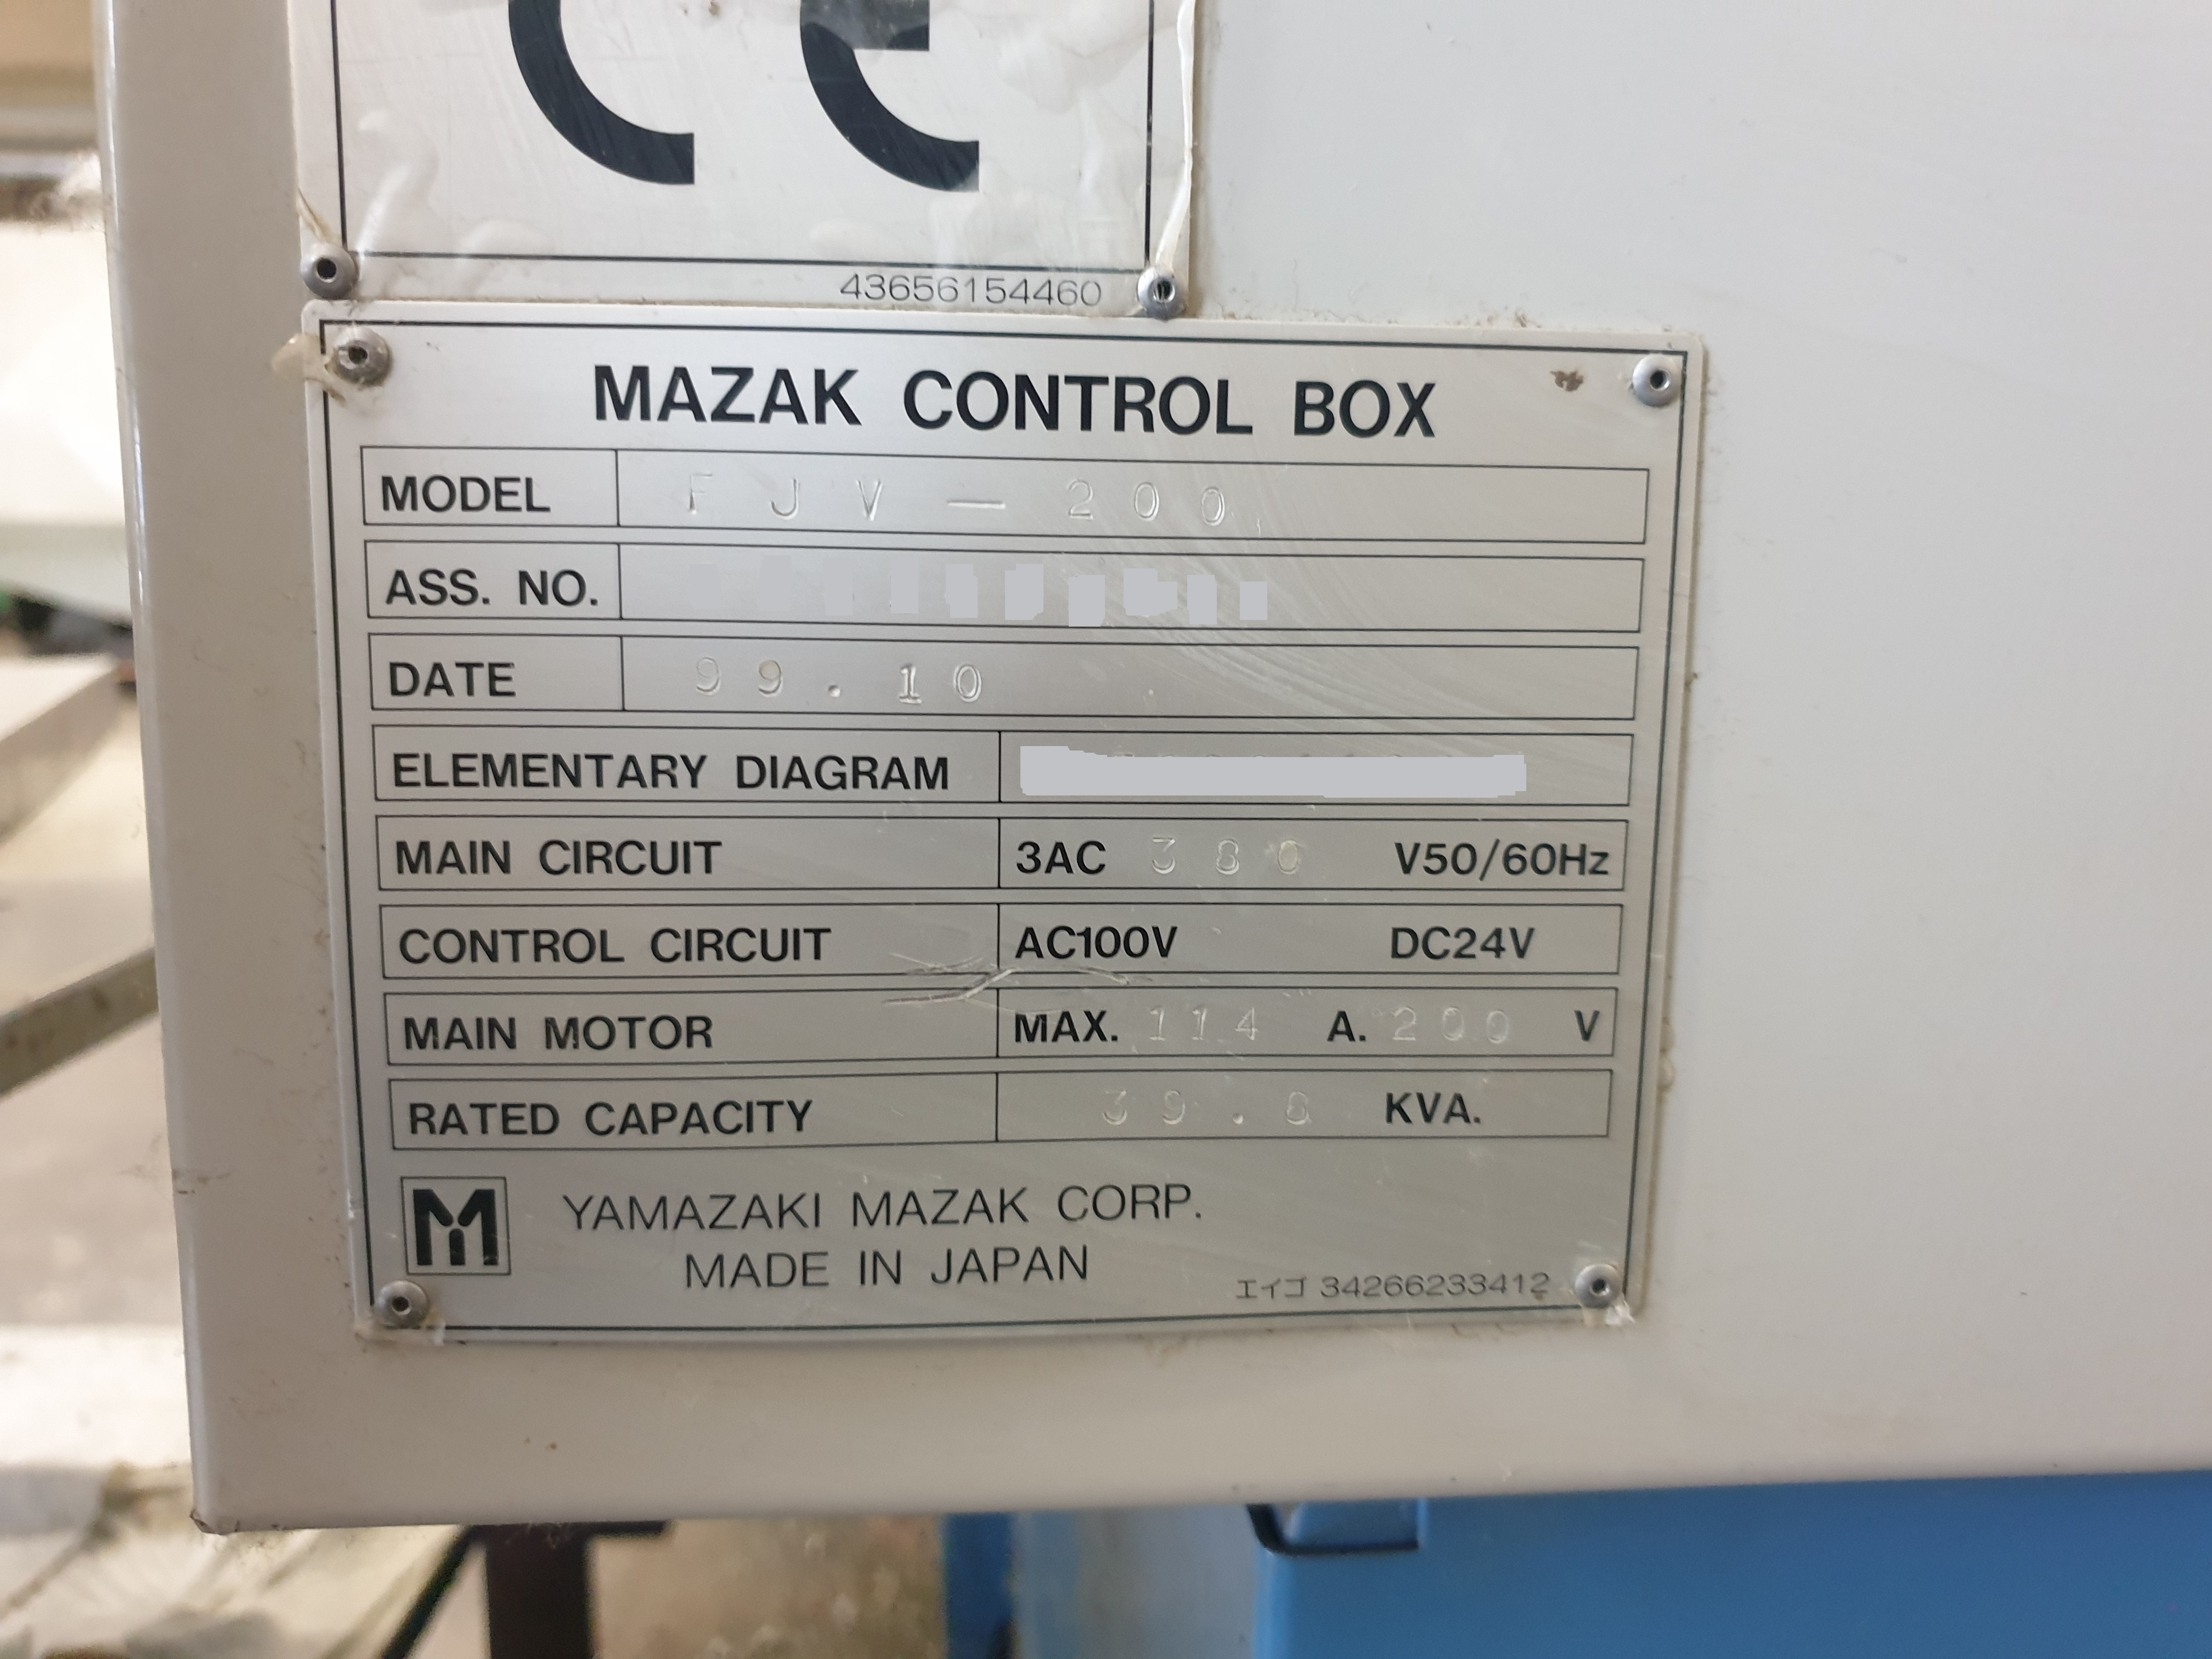 CE
43656154460
MAZAK CONTROL BOX
MODEL FJV-200
ASS. NO.
DATE 99.10
ELEMENTARY DIAGRAM
MAIN CIRCUIT 3AC 380 V50/60Hz
CONTROL CIRCUIT AC100V DC24V
MAIN MOTOR MAX. 114 A. 200 V
RATED CAPACITY 39.8 KVA.
M YAMAZAKI MAZAK CORP.
MADE IN JAPAN
エイゴ 34266233412